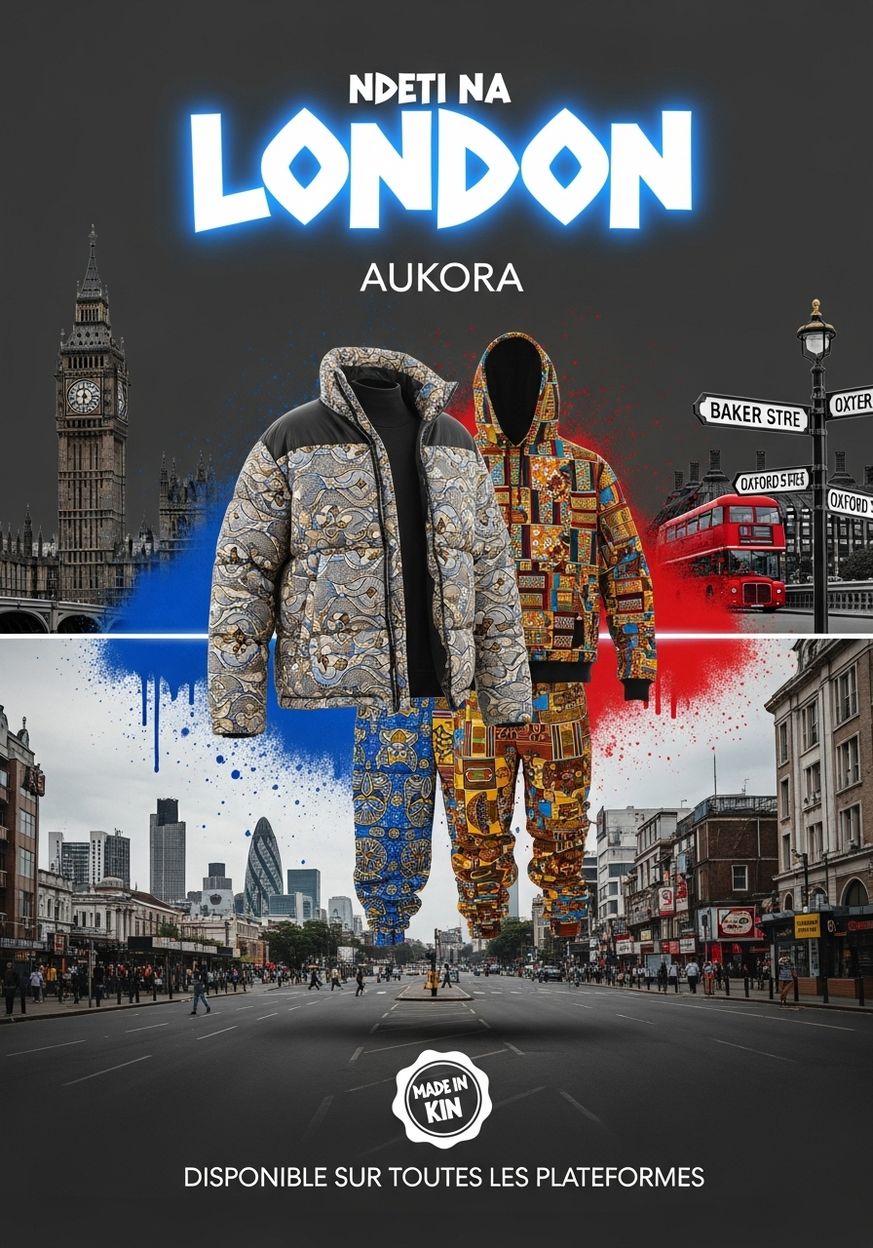 NDETI NA
LONDON
AUKORA
BAKER STRE
OXTER
OXFORD
MADE IN
KIN
DISPONIBLE SUR TOUTES LES PLATEFORMES